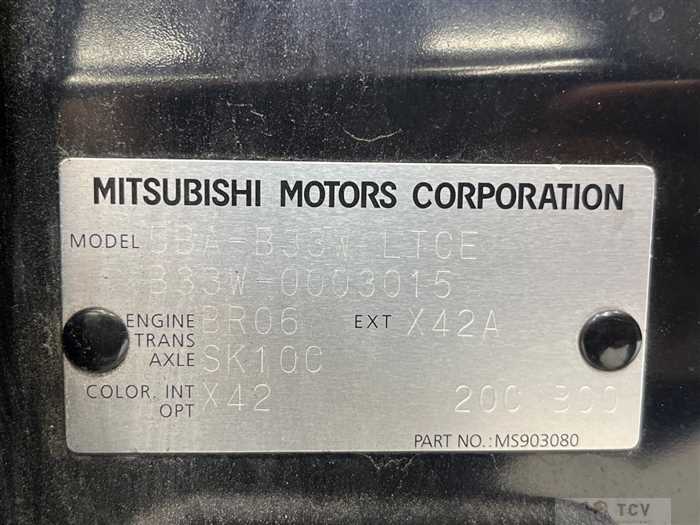 MITSUBISHI MOTORS CORPORATION
MODEL 5BA-B33W LTCE
B33W-0003015
ENGINE BR06 EXT X42A
TRANS
AXLE SK10C
COLOR, INT X42 20C 900
OPT
PART NO.:MS903080
TCV